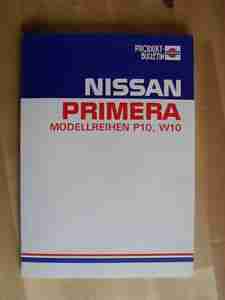 PRODUKT-
BULLETIN
NISSAN
PRIMERA
MODELLREIHEN P10, W10